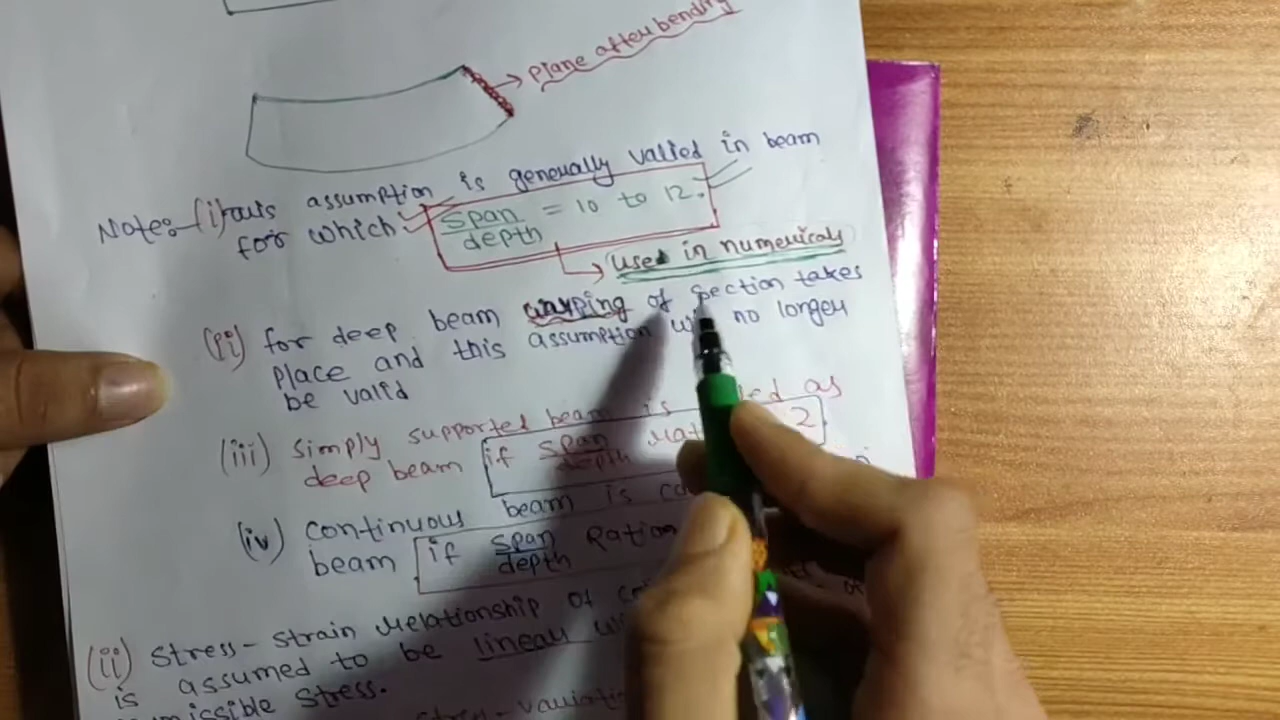 Plane after bending
Note:- (i) This assumption is generally valied in beam
for which span/depth = 10 to 12.
Used in numericals
(ii) for deep beam warping of section takes
place and this assumption no longer
be valid
(iii) simply supported beam is as
deep beam if span/depth 2
(iv) continuous beam is
beam if span/depth Ratio
(ii) stress-strain relationship of
is assumed to be linear
stress.